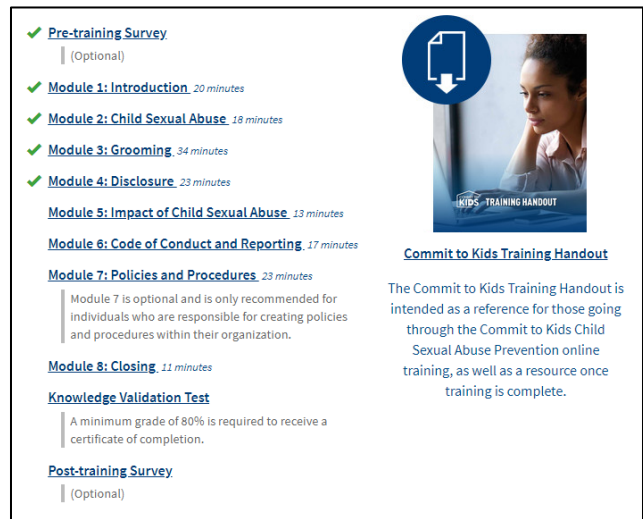 Pre-training Survey
(Optional)
Module 1: Introduction 20 minutes
Module 2: Child Sexual Abuse 18 minutes
Module 3: Grooming 34 minutes
Module 4: Disclosure 23 minutes
Module 5: Impact of Child Sexual Abuse 13 minutes
Module 6: Code of Conduct and Reporting 17 minutes
Module 7: Policies and Procedures 23 minutes
Module 7 is optional and is only recommended for
individuals who are responsible for creating policies
and procedures within their organization.
Module 8: Closing 11 minutes
Knowledge Validation Test
A minimum grade of 80% is required to receive a
certificate of completion.
Post-training Survey
(Optional)
KIDS TRAINING HANDOUT
Commit to Kids Training Handout
The Commit to Kids Training Handout is
intended as a reference for those going
through the Commit to Kids Child
Sexual Abuse Prevention online
training, as well as a resource once
training is complete.